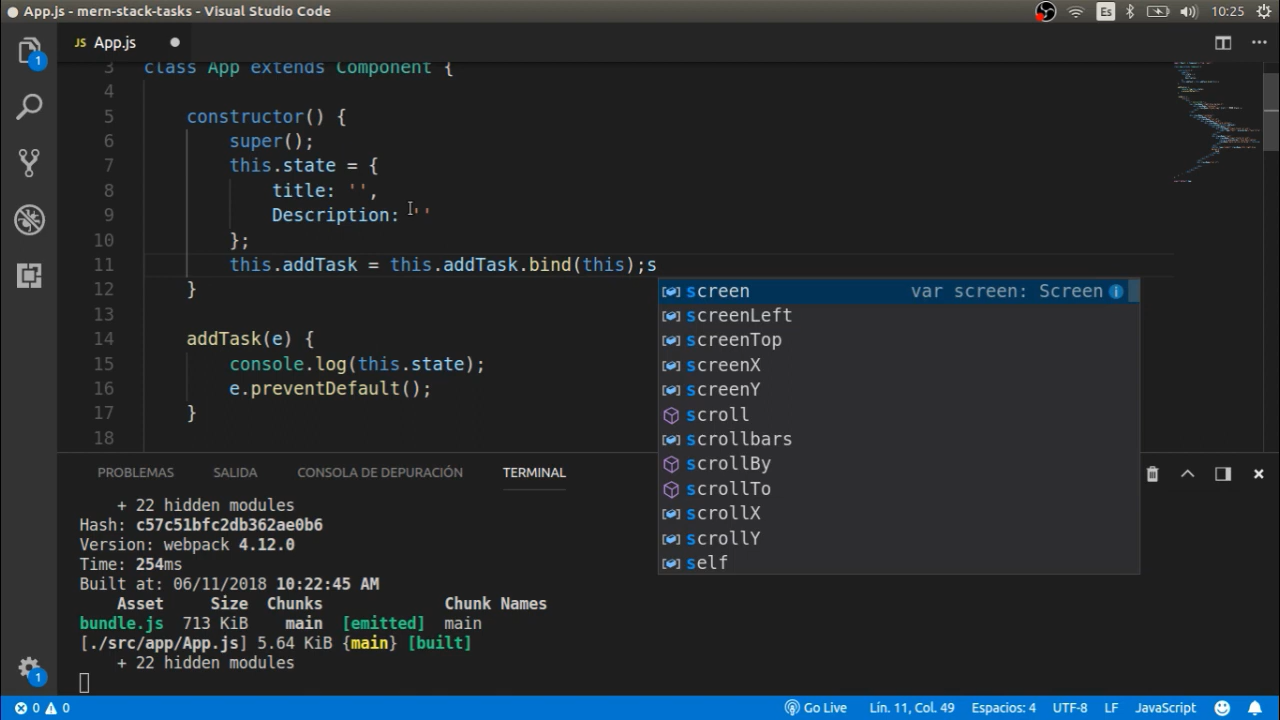 App.js - mern-stack-tasks - Visual Studio Code
Es
10:25
JS App.js
1
3 class App extends Component {
4
5 constructor() {
6 super();
7 this.state = {
8 title: '',
9 Description: ''
10 };
11 this.addTask = this.addTask.bind(this);s
12 }
13
14 addTask(e) {
15 console.log(this.state);
16 e.preventDefault();
17 }
18
screen var screen: Screen
screenLeft
screenTop
screenX
screenY
scroll
scrollbars
scrollBy
scrollTo
scrollX
scrollY
self
PROBLEMAS SALIDA CONSOLA DE DEPURACIÓN TERMINAL
+ 22 hidden modules
Hash: c57c51bfc2db362ae0b6
Version: webpack 4.12.0
Time: 254ms
Built at: 06/11/2018 10:22:45 AM
Asset Size Chunks Chunk Names
bundle.js 713 KiB main [emitted] main
[./src/app/App.js] 5.64 KiB {main} [built]
+ 22 hidden modules
1
0 0 Go Live Lín. 11, Col. 49 Espacios: 4 UTF-8 LF JavaScript